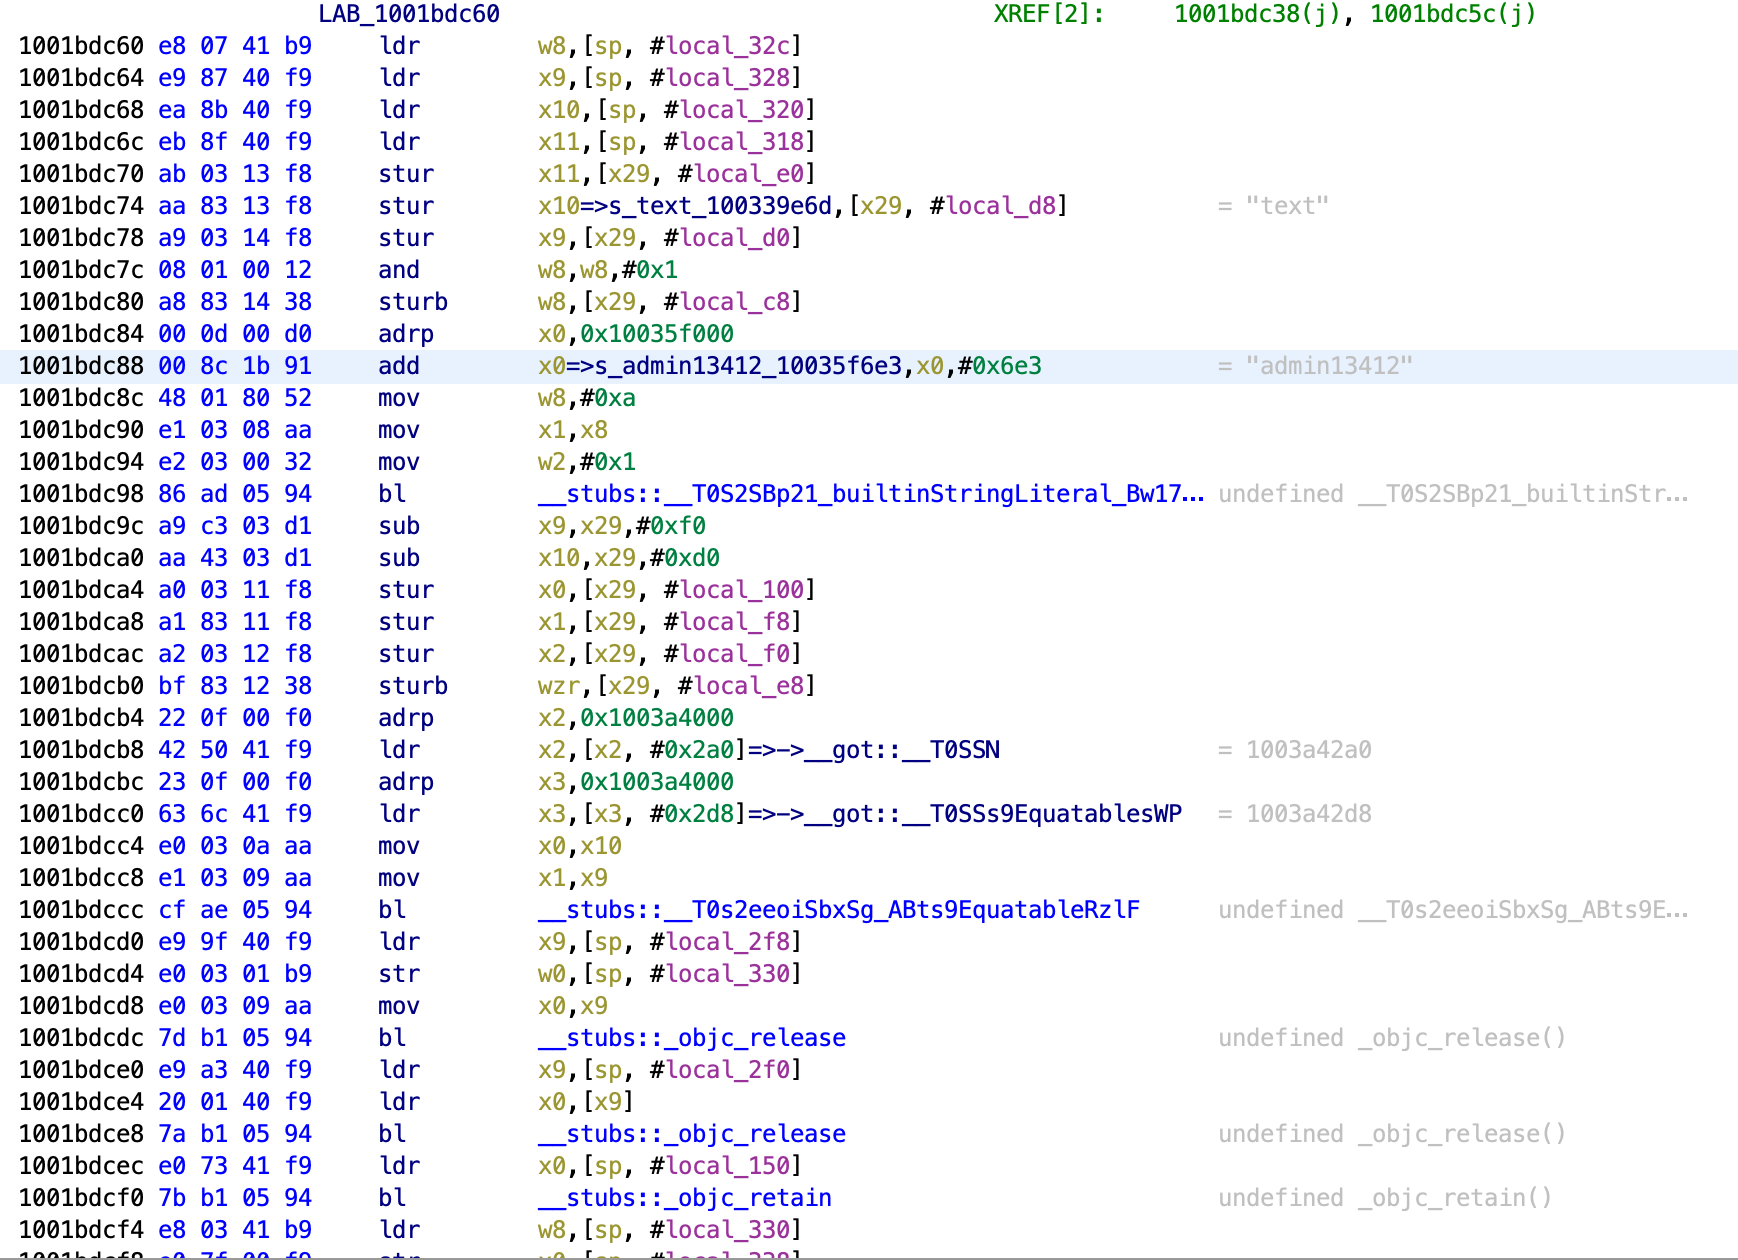 LAB_1001bdc60 XREF[2]: 1001bdc38(j), 1001bdc5c(j)
1001bdc60 e8 07 41 b9 ldr w8,[sp, #local_32c]
1001bdc64 e9 87 40 f9 ldr x9,[sp, #local_328]
1001bdc68 ea 8b 40 f9 ldr x10,[sp, #local_320]
1001bdc6c eb 8f 40 f9 ldr x11,[sp, #local_318]
1001bdc70 ab 03 13 f8 stur x11,[x29, #local_e0]
1001bdc74 aa 83 13 f8 stur x10=>s_text_100339e6d,[x29, #local_d8] = "text"
1001bdc78 a9 03 14 f8 stur x9,[x29, #local_d0]
1001bdc7c 08 01 00 12 and w8,w8,#0x1
1001bdc80 a8 83 14 38 sturb w8,[x29, #local_c8]
1001bdc84 00 0d 00 d0 adrp x0,0x10035f000
1001bdc88 00 8c 1b 91 add x0=>s_admin13412_10035f6e3,x0,#0x6e3 = "admin13412"
1001bdc8c 48 01 80 52 mov w8,#0xa
1001bdc90 e1 03 08 aa mov x1,x8
1001bdc94 e2 03 00 32 mov w2,#0x1
1001bdc98 86 ad 05 94 bl __stubs::__T0S2SBp21_builtinStringLiteral_Bw17... undefined __T0S2SBp21_builtinStr...
1001bdc9c a9 c3 03 d1 sub x9,x29,#0xf0
1001bdca0 aa 43 03 d1 sub x10,x29,#0xd0
1001bdca4 a0 03 11 f8 stur x0,[x29, #local_100]
1001bdca8 a1 83 11 f8 stur x1,[x29, #local_f8]
1001bdcac a2 03 12 f8 stur x2,[x29, #local_f0]
1001bdcb0 bf 83 12 38 sturb wzr,[x29, #local_e8]
1001bdcb4 22 0f 00 f0 adrp x2,0x1003a4000
1001bdcb8 42 50 41 f9 ldr x2,[x2, #0x2a0]=>->__got::__T0SSN = 1003a42a0
1001bdcbc 23 0f 00 f0 adrp x3,0x1003a4000
1001bdcc0 63 6c 41 f9 ldr x3,[x3, #0x2d8]=>->__got::__T0SSs9EquatablesWP = 1003a42d8
1001bdcc4 e0 03 0a aa mov x0,x10
1001bdcc8 e1 03 09 aa mov x1,x9
1001bdccc cf ae 05 94 bl __stubs::__T0s2eeoiSbxSg_ABts9EquatableRzlF undefined __T0s2eeoiSbxSg_ABts9E...
1001bdcd0 e9 9f 40 f9 ldr x9,[sp, #local_2f8]
1001bdcd4 e0 03 01 b9 str w0,[sp, #local_330]
1001bdcd8 e0 03 09 aa mov x0,x9
1001bdcdc 7d b1 05 94 bl __stubs::_objc_release undefined _objc_release()
1001bdce0 e9 a3 40 f9 ldr x9,[sp, #local_2f0]
1001bdce4 20 01 40 f9 ldr x0,[x9]
1001bdce8 7a b1 05 94 bl __stubs::_objc_release undefined _objc_release()
1001bdcec e0 73 41 f9 ldr x0,[sp, #local_150]
1001bdcf0 7b b1 05 94 bl __stubs::_objc_retain undefined _objc_retain()
1001bdcf4 e8 03 41 b9 ldr w8,[sp, #local_330]